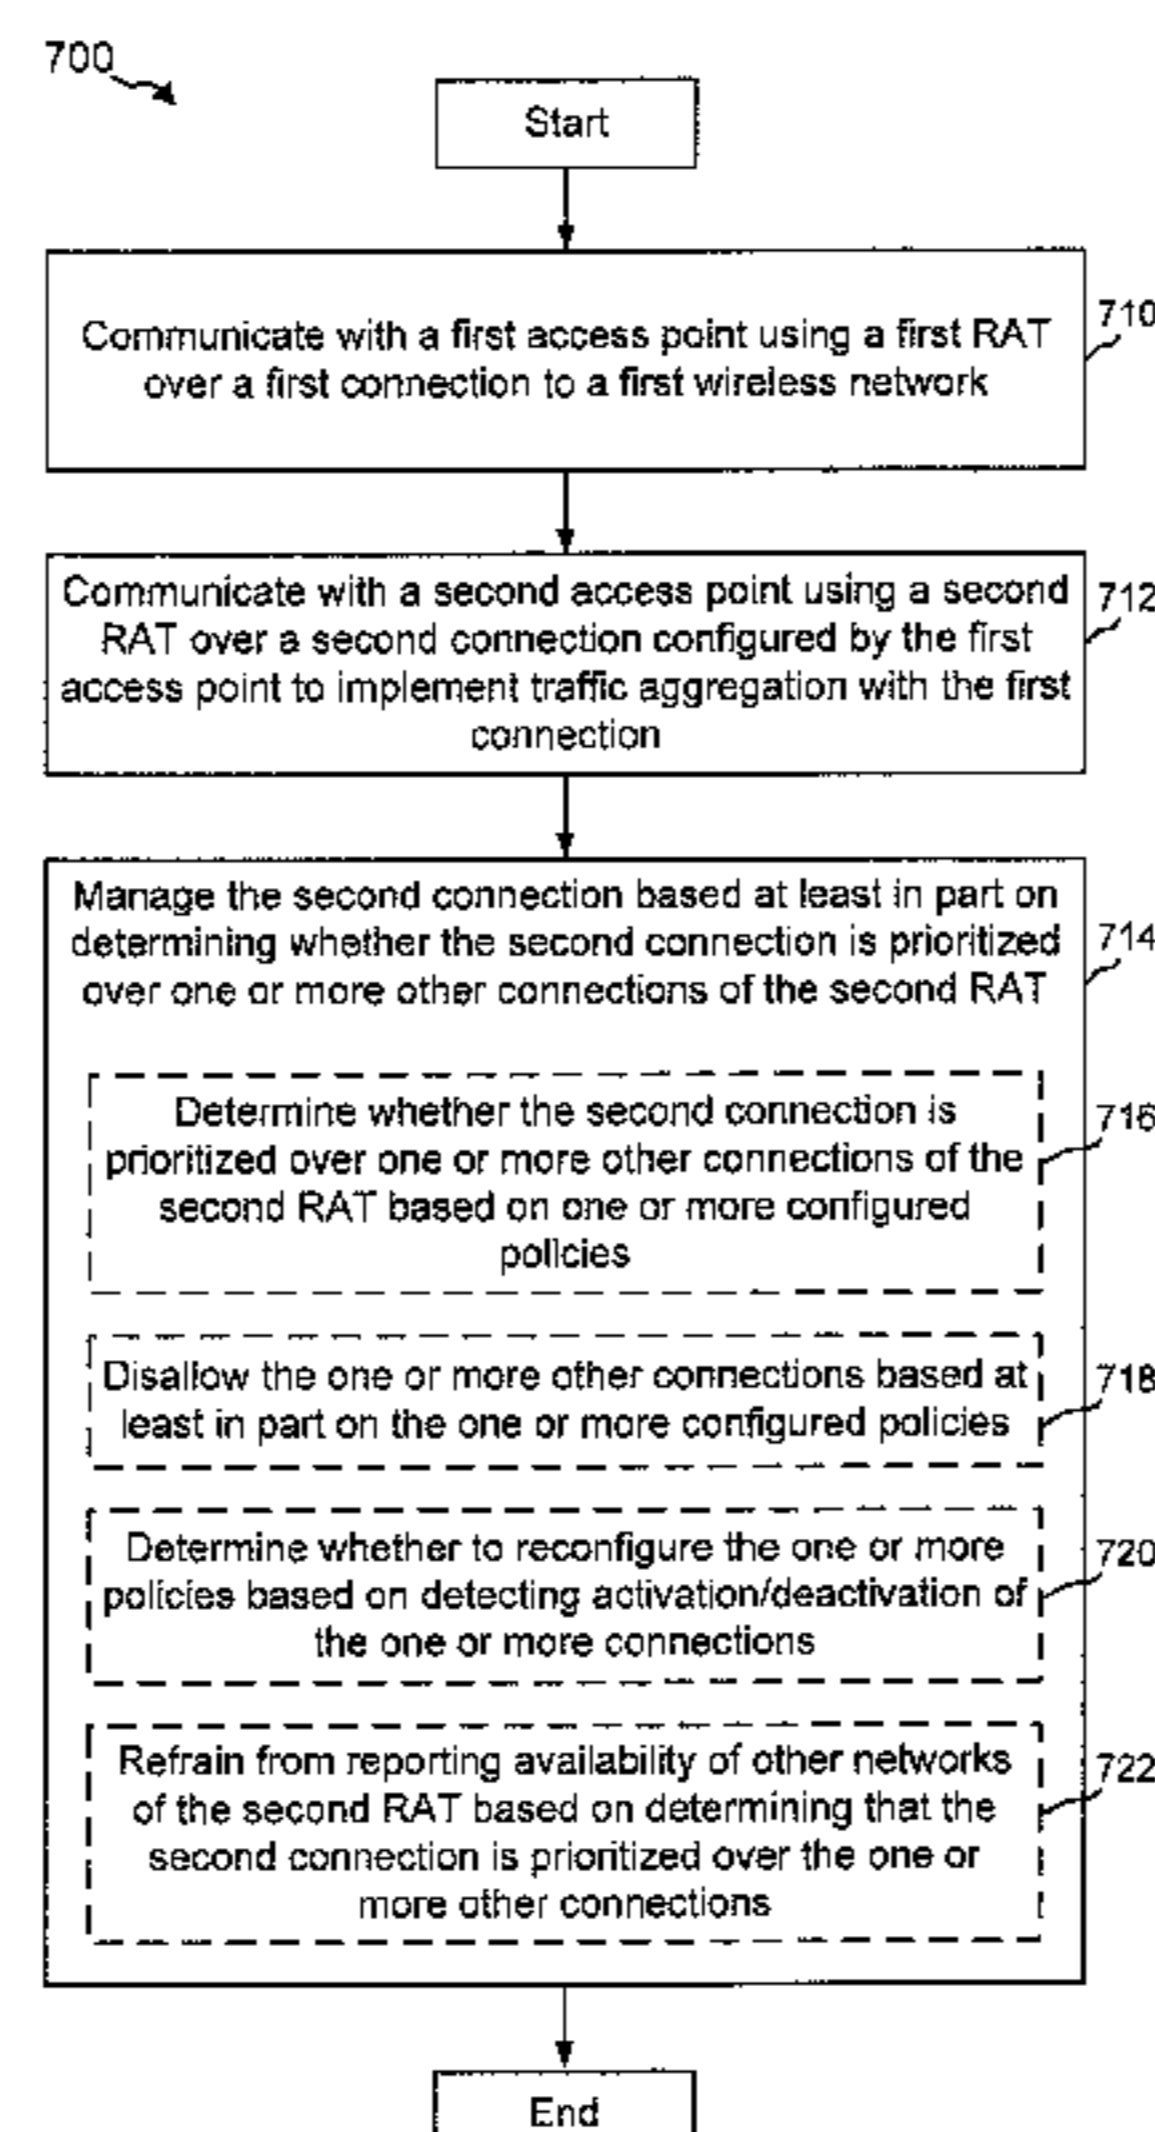 700
Start
Communicate with a first access point using a first RAT
over a first connection to a first wireless network
710
Communicate with a second access point using a second
RAT over a second connection configured by the first
access point to implement traffic aggregation with the first
connection
712
Manage the second connection based at least in part on
determining whether the second connection is prioritized
over one or more other connections of the second RAT
714
Determine whether the second connection is
prioritized over one or more other connections of the
second RAT based on one or more configured
policies
716
Disallow the one or more other connections based at
least in part on the one or more configured policies
718
Determine whether to reconfigure the one or more
policies based on detecting activation/deactivation of
the one or more connections
720
Refrain from reporting availability of other networks
of the second RAT based on determining that the
second connection is prioritized over the one or
more other connections
722
End